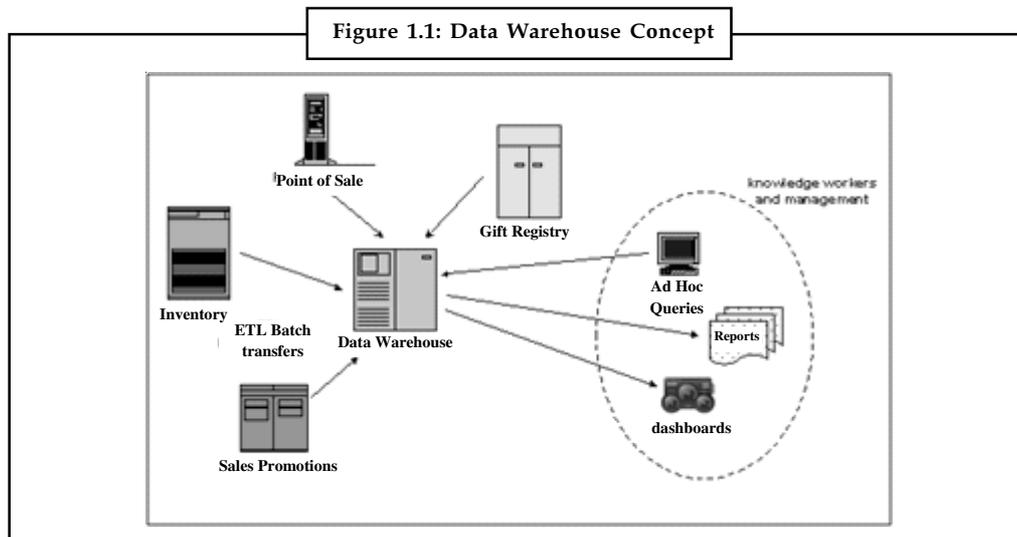 Figure 1.1: Data Warehouse Concept
Point of Sale
Gift Registry
knowledge workers
and management
Inventory
ETL Batch
transfers
Data Warehouse
Ad Hoc
Queries
Reports
dashboards
Sales Promotions